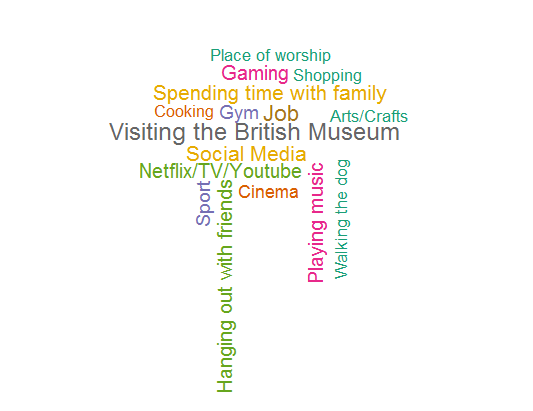 Place of worship
Gaming
Shopping
Spending time with family
Cooking
Gym
Job
Arts/Crafts
Visiting the British Museum
Social Media
Netflix/TV/Youtube
Sport
Cinema
Hanging out with friends
Playing music
Walking the dog